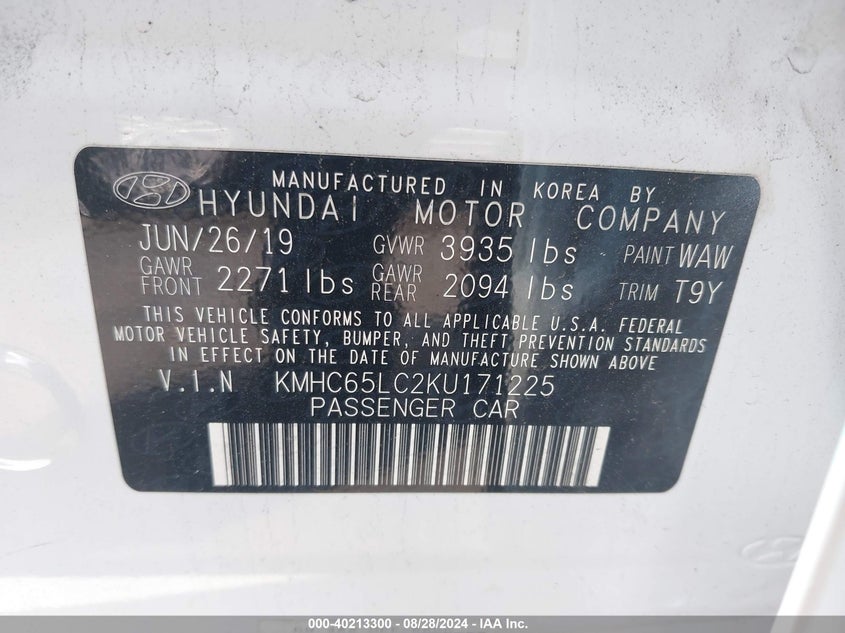 MANUFACTURED IN KOREA BY
HYUNDAI MOTOR COMPANY
JUN/26/19 GVWR 3935 lbs PAINT WAW
GAWR FRONT 2271 lbs GAWR REAR 2094 lbs TRIM T9Y
THIS VEHICLE CONFORMS TO ALL APPLICABLE U.S.A. FEDERAL
MOTOR VEHICLE SAFETY, BUMPER, AND THEFT PREVENTION STANDARDS
IN EFFECT ON THE DATE OF MANUFACTURE SHOWN ABOVE
V.I.N KMHC65LC2KU171225
PASSENGER CAR
000-40213300 - 08/28/2024 - IAA Inc.